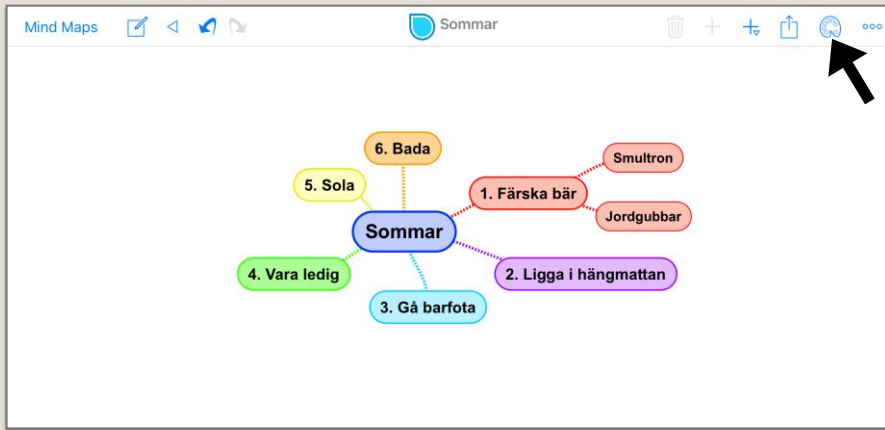 Mind Maps
Sommar
6. Bada
Smultron
5. Sola
1. Färska bär
Jordgubbar
Sommar
4. Vara ledig
2. Ligga i hängmattan
3. Gå barfota